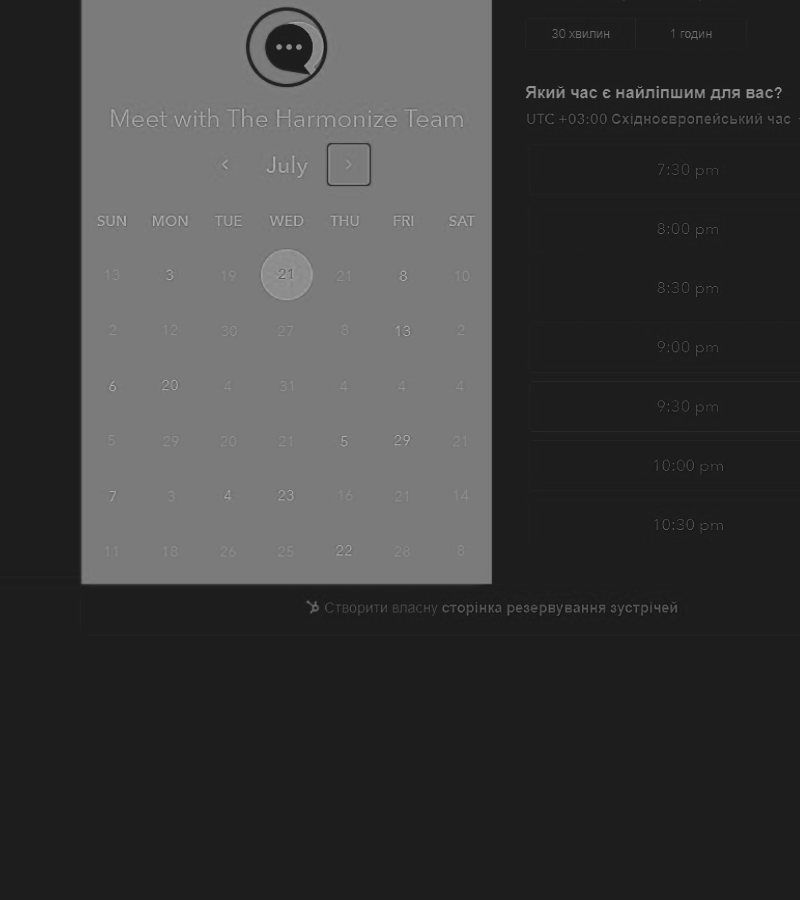 30 хвилин 1 годин
Meet with The Harmonize Team
July
Який час є найліпшим для вас?
UTC +03:00 Східноєвропейський час
SUN MON TUE WED THU FRI SAT
13 3 19 21 21 8 10
2 12 30 27 8 13 2
6 20 4 31 4 4 4
5 29 20 21 5 29 21
7 3 4 23 16 21 14
11 18 26 25 22 28 8
7:30 pm
8:00 pm
8:30 pm
9:00 pm
9:30 pm
10:00 pm
10:30 pm
Створити власну сторінка резервування зустрічей